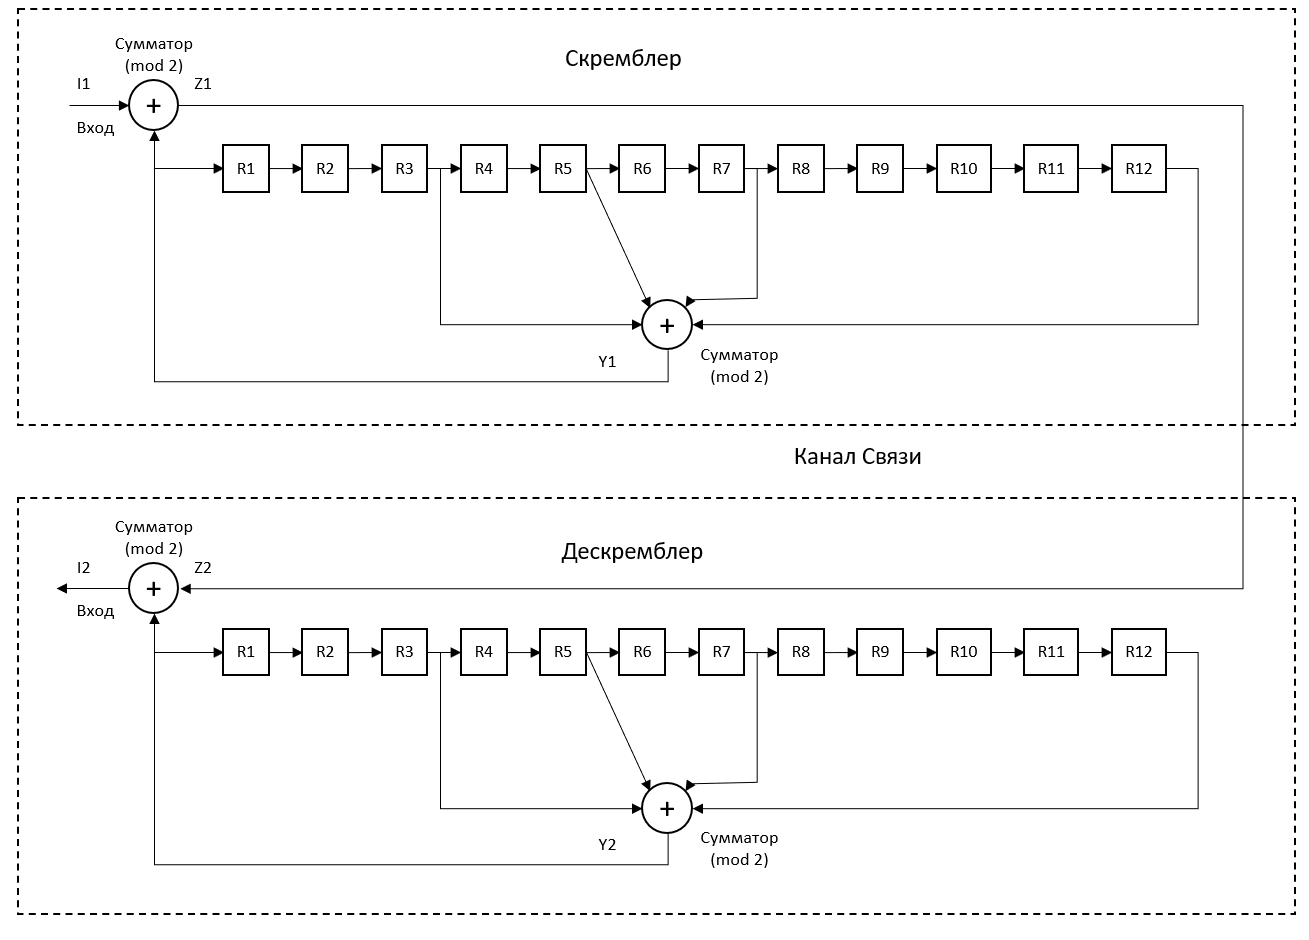 Сумматор
(mod 2)
Скремблер
I1
Z1
+
Вход
R1
R2
R3
R4
R5
R6
R7
R8
R9
R10
R11
R12
+
Y1
Сумматор
(mod 2)
Канал Связи
Сумматор
(mod 2)
Дескремблер
I2
Z2
+
Вход
R1
R2
R3
R4
R5
R6
R7
R8
R9
R10
R11
R12
+
Y2
Сумматор
(mod 2)